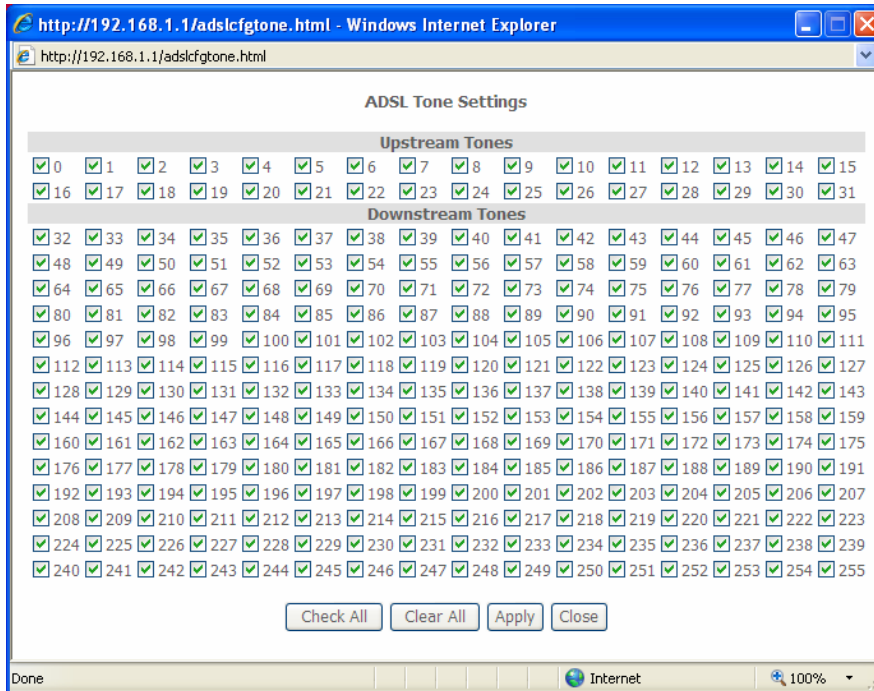 http://192.168.1.1/adslcfgtone.html - Windows Internet Explorer
http://192.168.1.1/adslcfgtone.html
ADSL Tone Settings
Upstream Tones
0 1 2 3 4 5 6 7 8 9 10 11 12 13 14 15
16 17 18 19 20 21 22 23 24 25 26 27 28 29 30 31
Downstream Tones
32 33 34 35 36 37 38 39 40 41 42 43 44 45 46 47
48 49 50 51 52 53 54 55 56 57 58 59 60 61 62 63
64 65 66 67 68 69 70 71 72 73 74 75 76 77 78 79
80 81 82 83 84 85 86 87 88 89 90 91 92 93 94 95
96 97 98 99 100 101 102 103 104 105 106 107 108 109 110 111
112 113 114 115 116 117 118 119 120 121 122 123 124 125 126 127
128 129 130 131 132 133 134 135 136 137 138 139 140 141 142 143
144 145 146 147 148 149 150 151 152 153 154 155 156 157 158 159
160 161 162 163 164 165 166 167 168 169 170 171 172 173 174 175
176 177 178 179 180 181 182 183 184 185 186 187 188 189 190 191
192 193 194 195 196 197 198 199 200 201 202 203 204 205 206 207
208 209 210 211 212 213 214 215 216 217 218 219 220 221 222 223
224 225 226 227 228 229 230 231 232 233 234 235 236 237 238 239
240 241 242 243 244 245 246 247 248 249 250 251 252 253 254 255
Check All Clear All Apply Close
Done Internet 100%